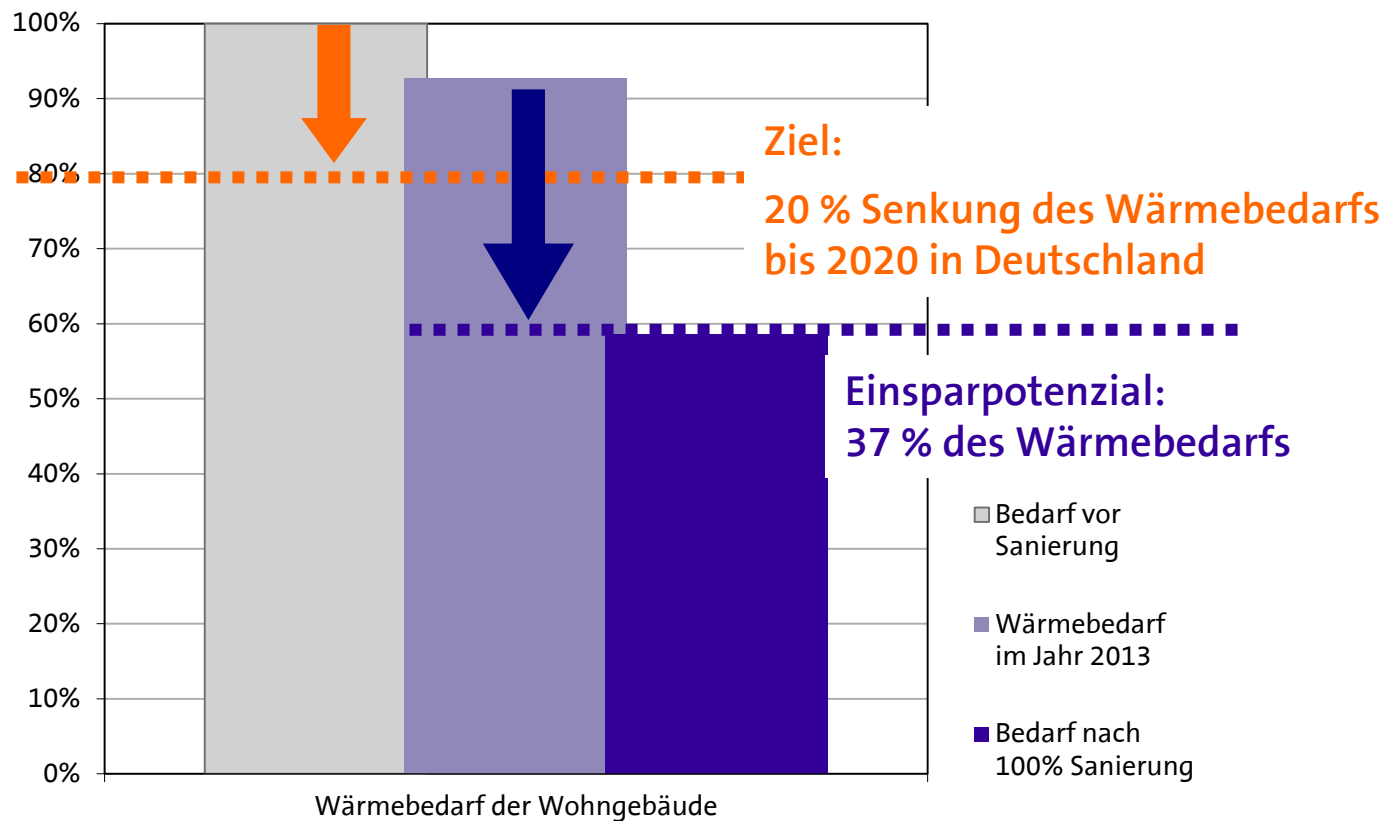 100%
90%
80%
70%
60%
50%
40%
30%
20%
10%
0%
Ziel:
20 % Senkung des Wärmebedarfs
bis 2020 in Deutschland
Einsparpotenzial:
37 % des Wärmebedarfs
Bedarf vor
Sanierung
Wärmebedarf
im Jahr 2013
Bedarf nach
100% Sanierung
Wärmebedarf der Wohngebäude